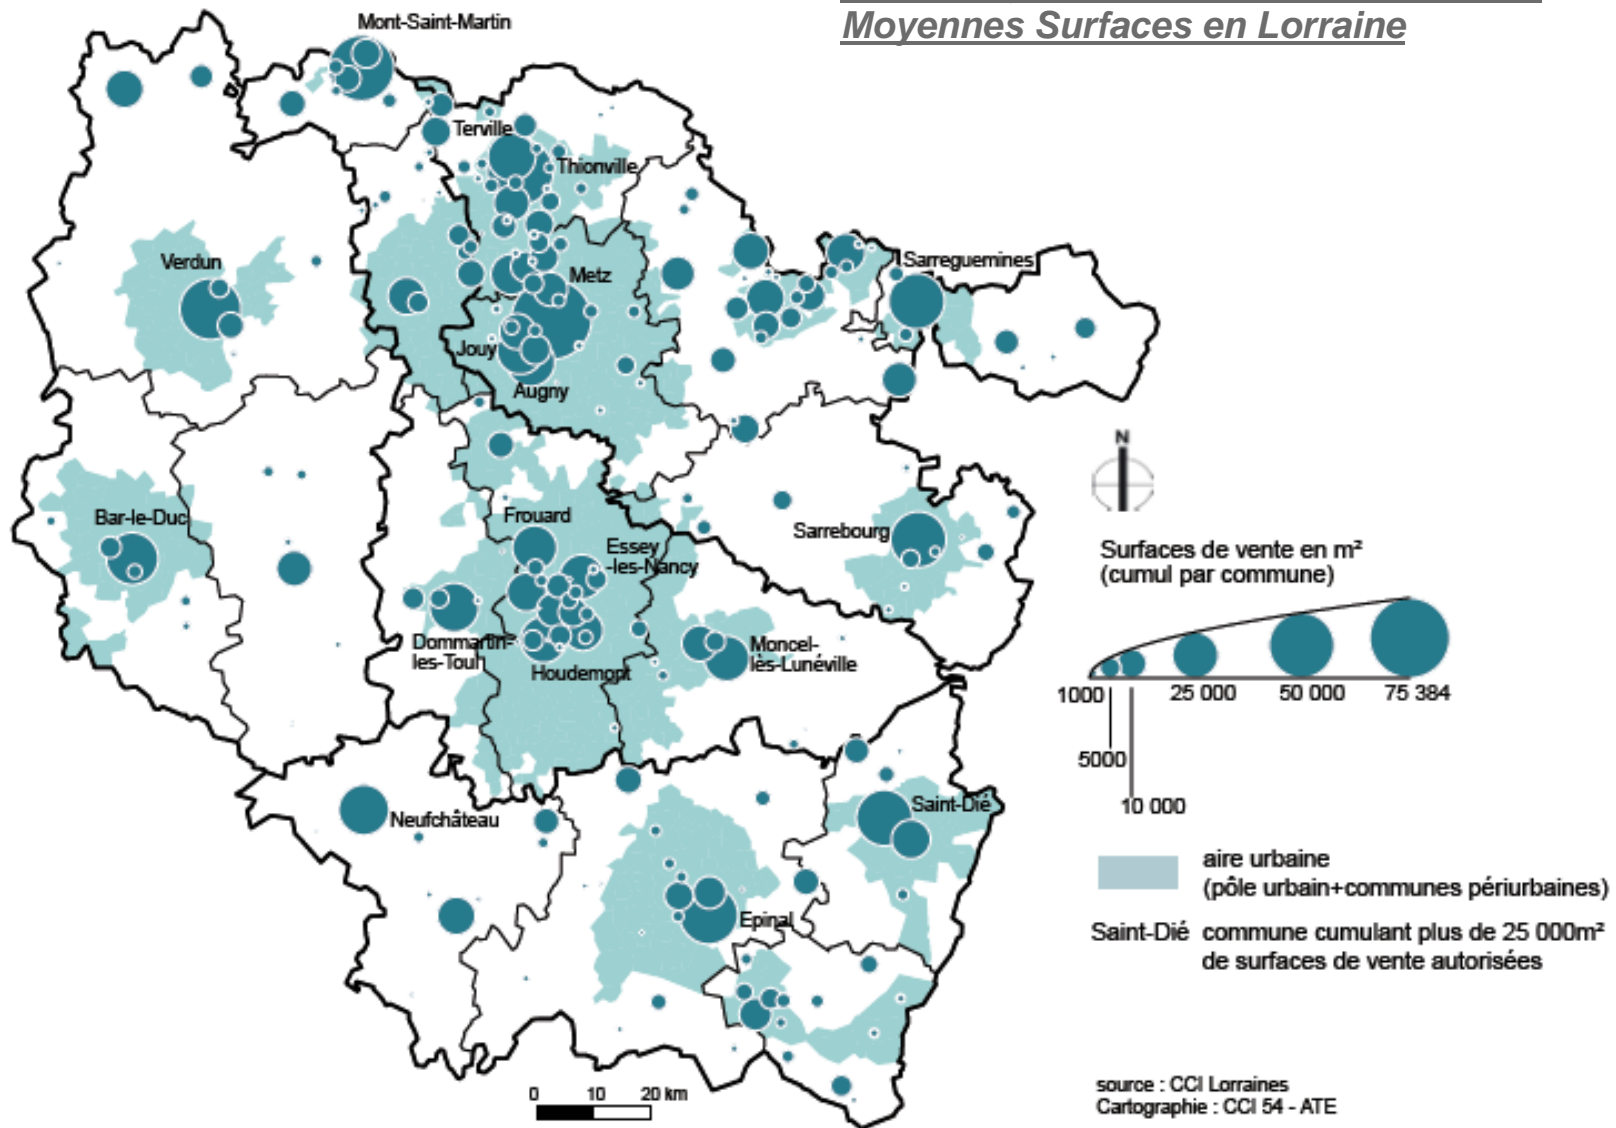 Moyennes Surfaces en Lorraine
Mont-Saint-Martin
Terville
Thionville
Verdun
Metz
Sarreguemines
Jouy
Augny
N
Bar-le-Duc
Frouard
Essey
-les-Nancy
Sarrebourg
Surfaces de vente en m²
(cumul par commune)
Dommartin-
les-Toul
Houdemont
Moncel-
lès-Lunéville
1000
25 000
50 000
75 384
5000
10 000
Neufchâteau
Saint-Dié
Epinal
aire urbaine
(pôle urbain+communes périurbaines)
Saint-Dié commune cumulant plus de 25 000m²
de surfaces de vente autorisées
0 10 20 km
source : CCI Lorraines
Cartographie : CCI 54 - ATE